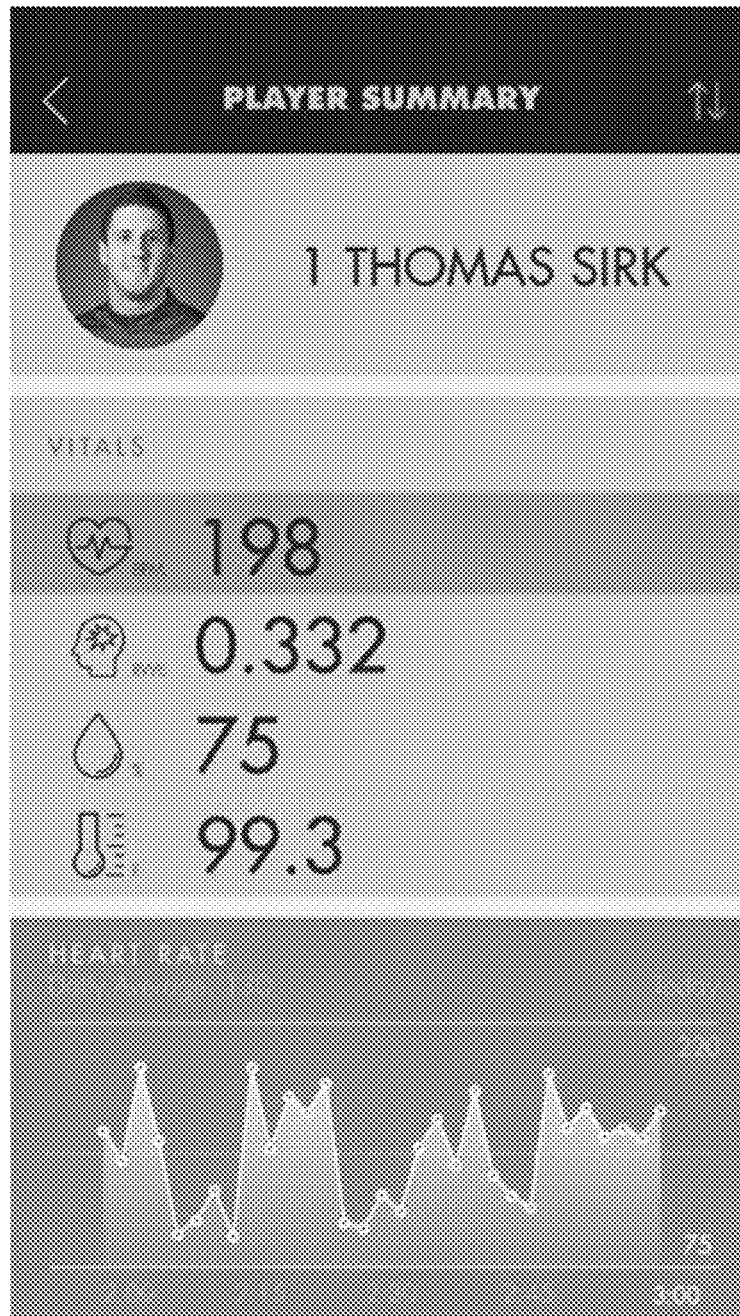 PLAYER SUMMARY
1 THOMAS SIRK
VITALS
198
0.332
75
99.3
HEART RATE
75